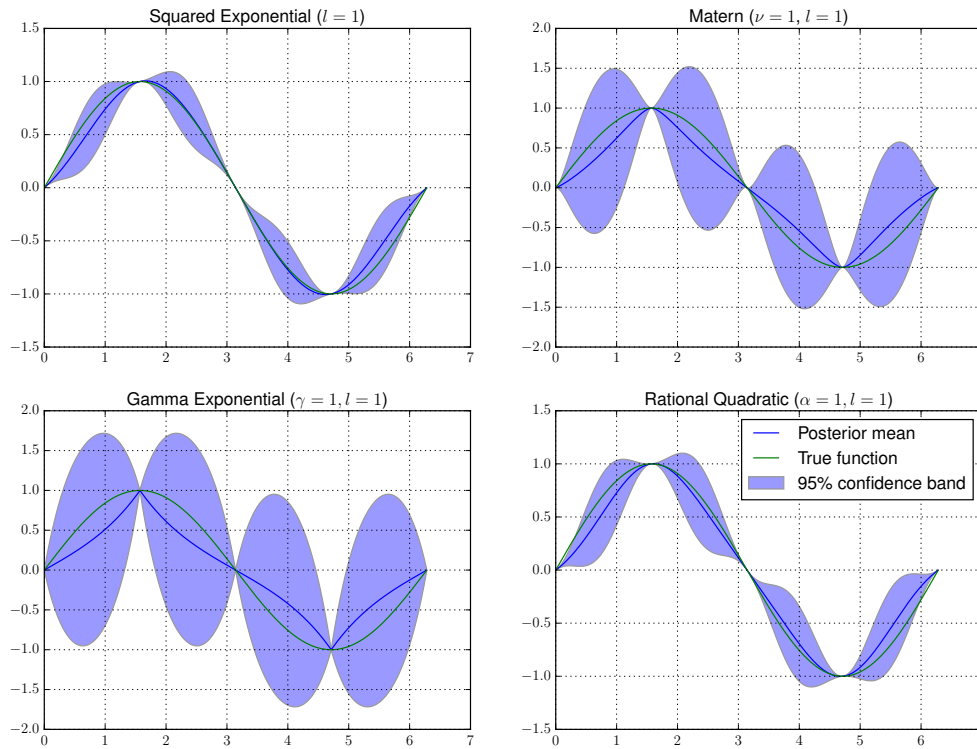 Squared Exponential (l = 1)
1.5
1.0
0.5
0.0
−0.5
−1.0
−1.5
0 1 2 3 4 5 6 7
Matern (ν = 1, l = 1)
2.0
1.5
1.0
0.5
0.0
−0.5
−1.0
−1.5
−2.0
0 1 2 3 4 5 6 7
Gamma Exponential (γ = 1, l = 1)
2.0
1.5
1.0
0.5
0.0
−0.5
−1.0
−1.5
−2.0
0 1 2 3 4 5 6 7
Rational Quadratic (α = 1, l = 1)
1.5
1.0
0.5
0.0
−0.5
−1.0
−1.5
0 1 2 3 4 5 6 7
Posterior mean
True function
95% confidence band